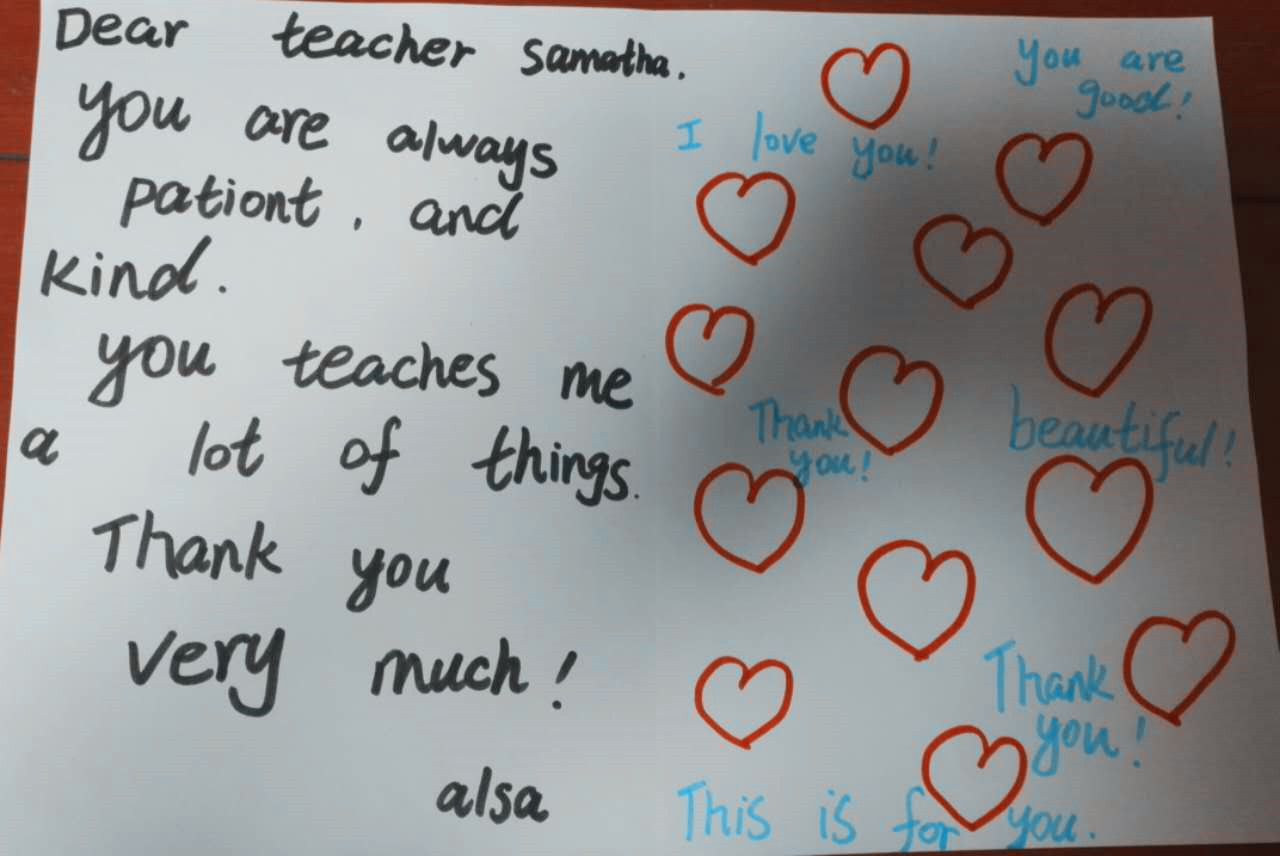 Dear teacher Samatha.
you are always
pationt, and
kind.
you teaches me
a lot of things.
Thank you
very much!
alsa
You are
good!
I love you!
Thank
you!
beautiful!
Thank
you!
This is for you.